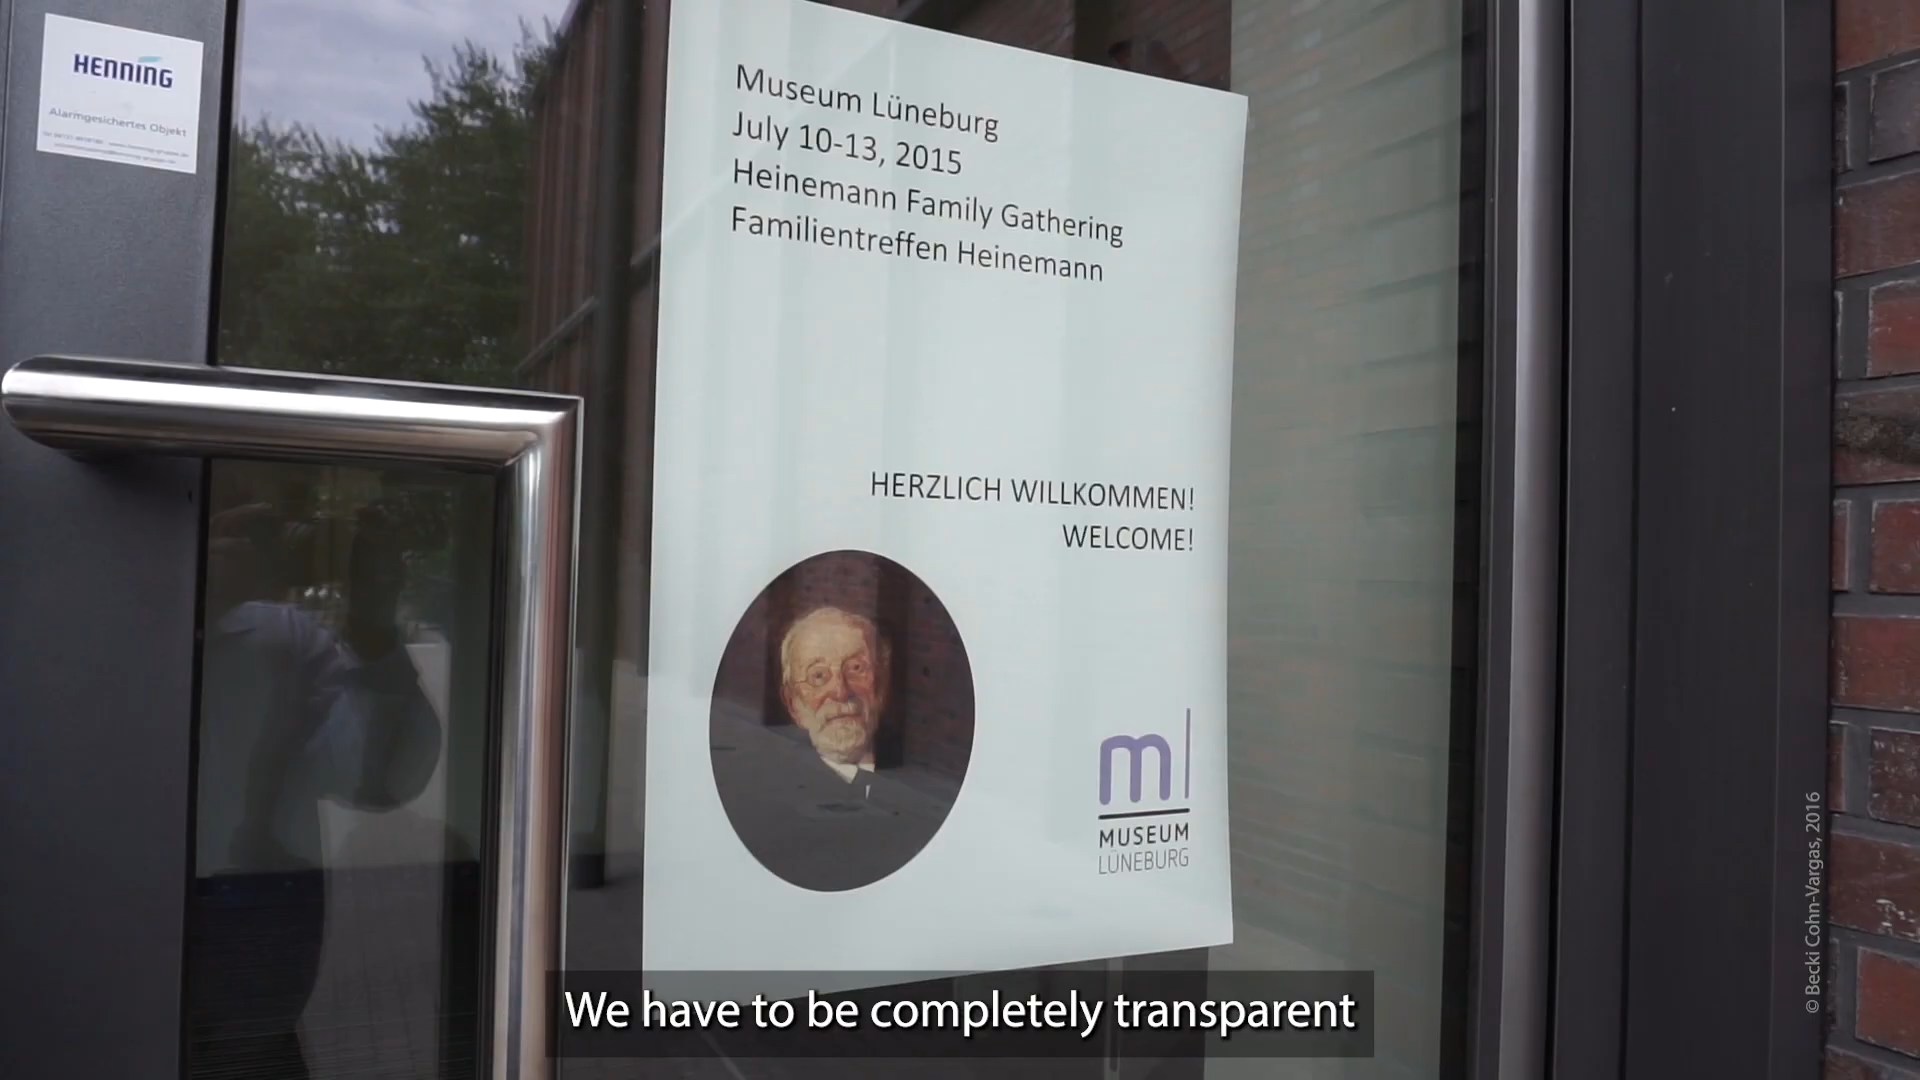 HENNING
Alarmgesichertes Objekt
Museum Lüneburg
July 10-13, 2015
Heinemann Family Gathering
Familientreffen Heinemann
HERZLICH WILLKOMMEN!
WELCOME!
ml
MUSEUM
LÜNEBURG
We have to be completely transparent
© Becki Cohn-Vargas, 2016